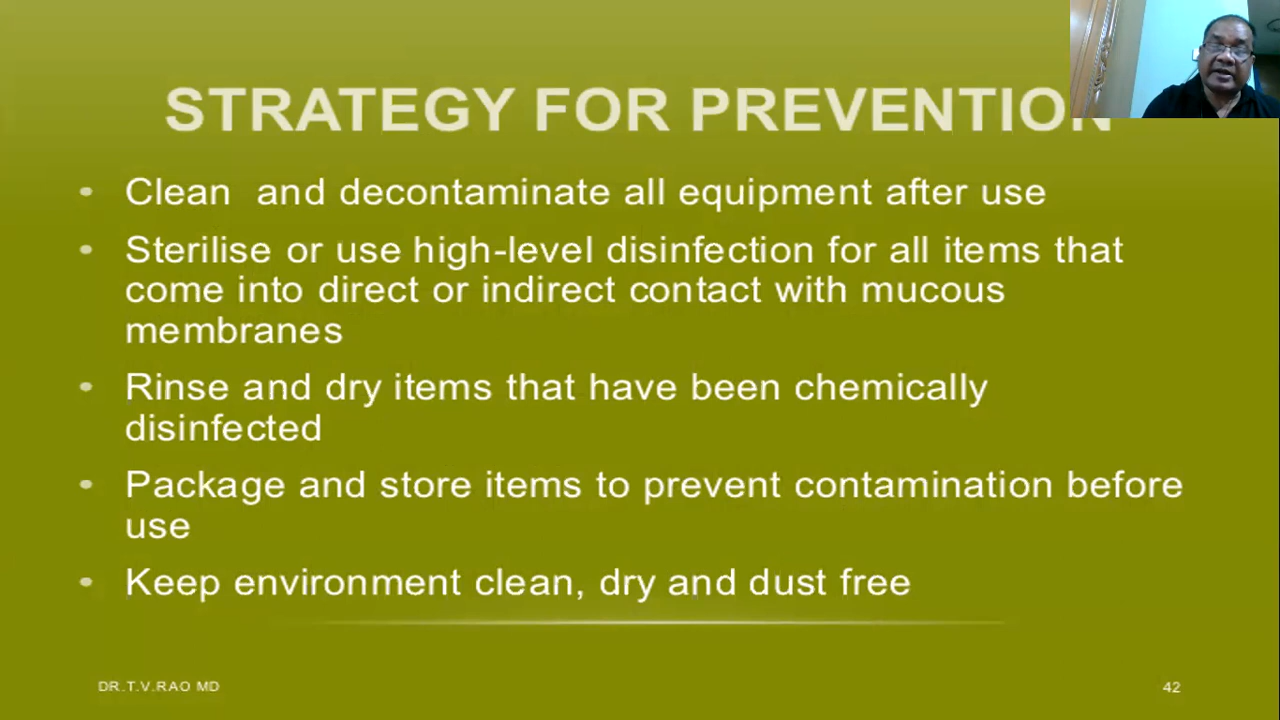 STRATEGY FOR PREVENTION
• Clean  and decontaminate all equipment after use
• Sterilise or use high-level disinfection for all items that
come into direct or indirect contact with mucous
membranes
• Rinse and dry items that have been chemically
disinfected
• Package and store items to prevent contamination before
use
• Keep environment clean, dry and dust free
DR.T.V.RAO MD
42